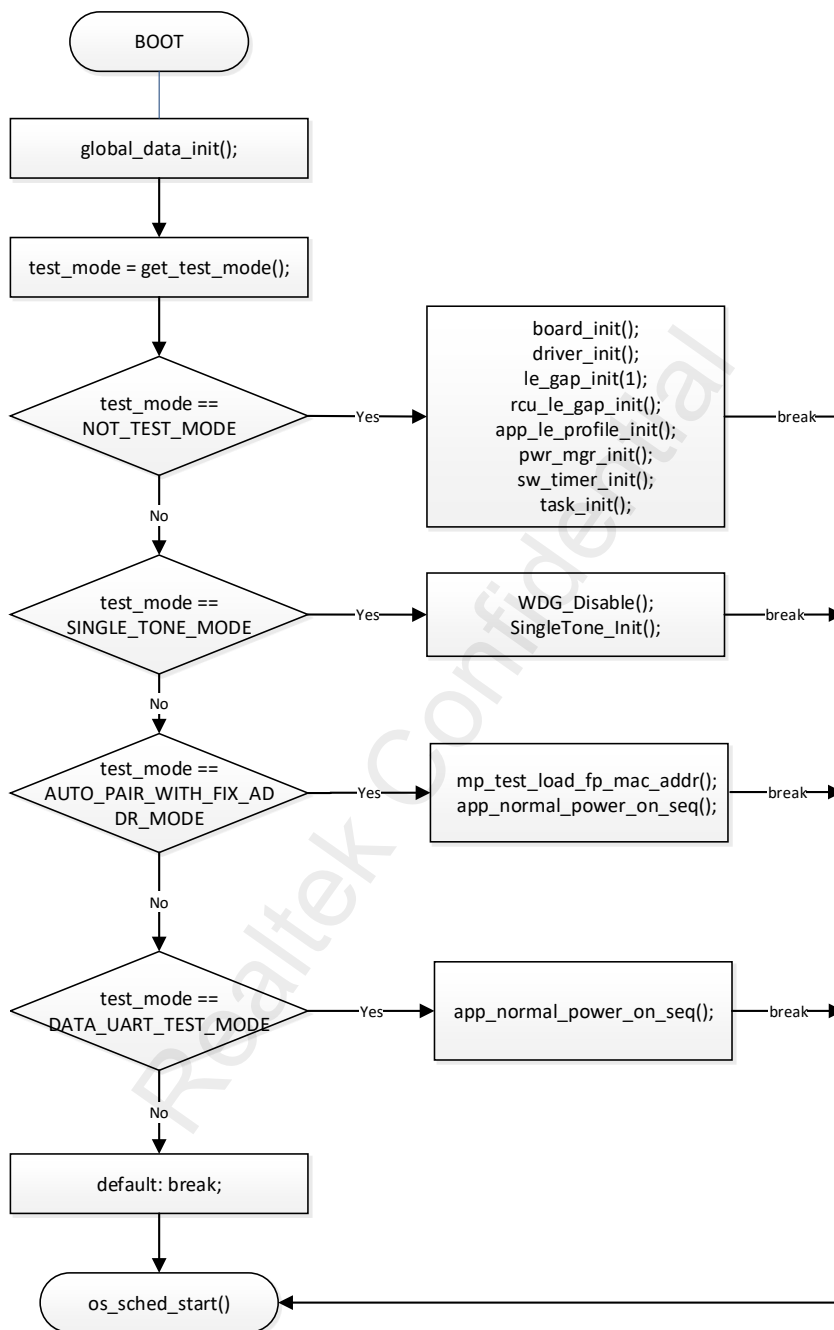 BOOT
global_data_init();
test_mode = get_test_mode();
test_mode ==
NOT_TEST_MODE
Yes
board_init();
driver_init();
le_gap_init(1);
rcu_le_gap_init();
app_le_profile_init();
pwr_mgr_init();
sw_timer_init();
task_init();
break
No
test_mode ==
SINGLE_TONE_MODE
Yes
WDG_Disable();
SingleTone_Init();
break
No
test_mode ==
AUTO_PAIR_WITH_FIX_AD
DR_MODE
Yes
mp_test_load_fp_mac_addr();
app_normal_power_on_seq();
break
No
test_mode ==
DATA_UART_TEST_MODE
Yes
app_normal_power_on_seq();
break
No
default: break;
os_sched_start()
Realtek Confidential